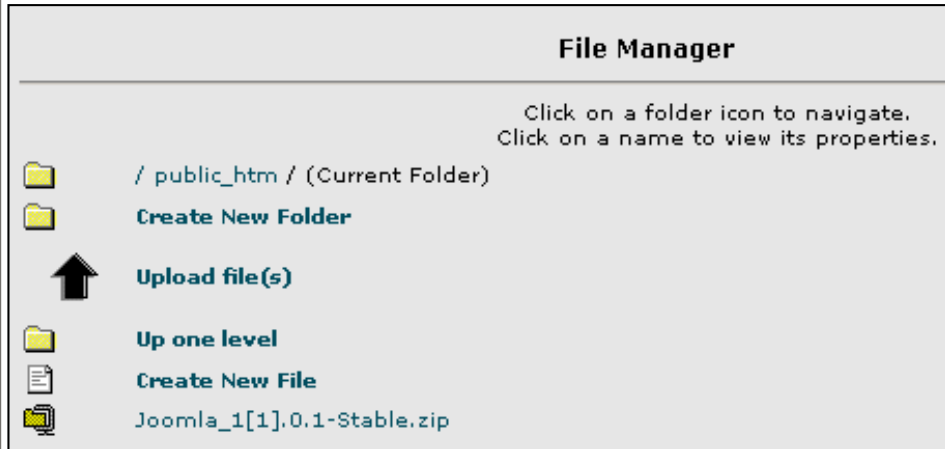 File Manager
Click on a folder icon to navigate.
Click on a name to view its properties.
/ public_htm / (Current Folder)
Create New Folder
Upload file(s)
Up one level
Create New File
Joomla_1[1].0.1-Stable.zip